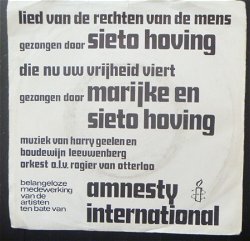 lied van de rechten van de mens
gezongen door sieto hoving
die nu uw vrijheid viert
gezongen door marijke en
sieto hoving
muziek van harry geelen en
boudewijn leeuwenberg
orkest o.l.v. rogier van otterloo
belangeloze
medewerking
van de
artisten
ten bate van
amnesty
international